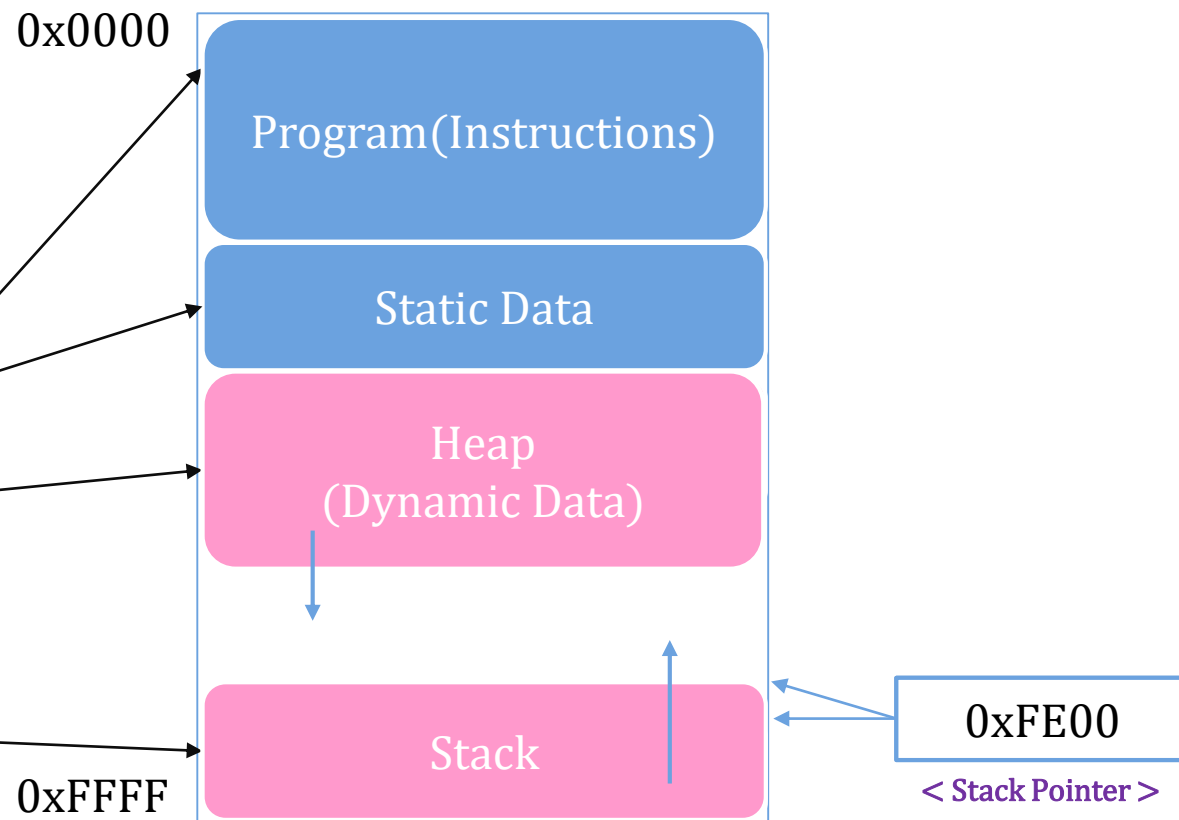 0x0000
Program(Instructions)
Static Data
Heap
(Dynamic Data)
0xFE00
Stack
< Stack Pointer >
0xFFFF